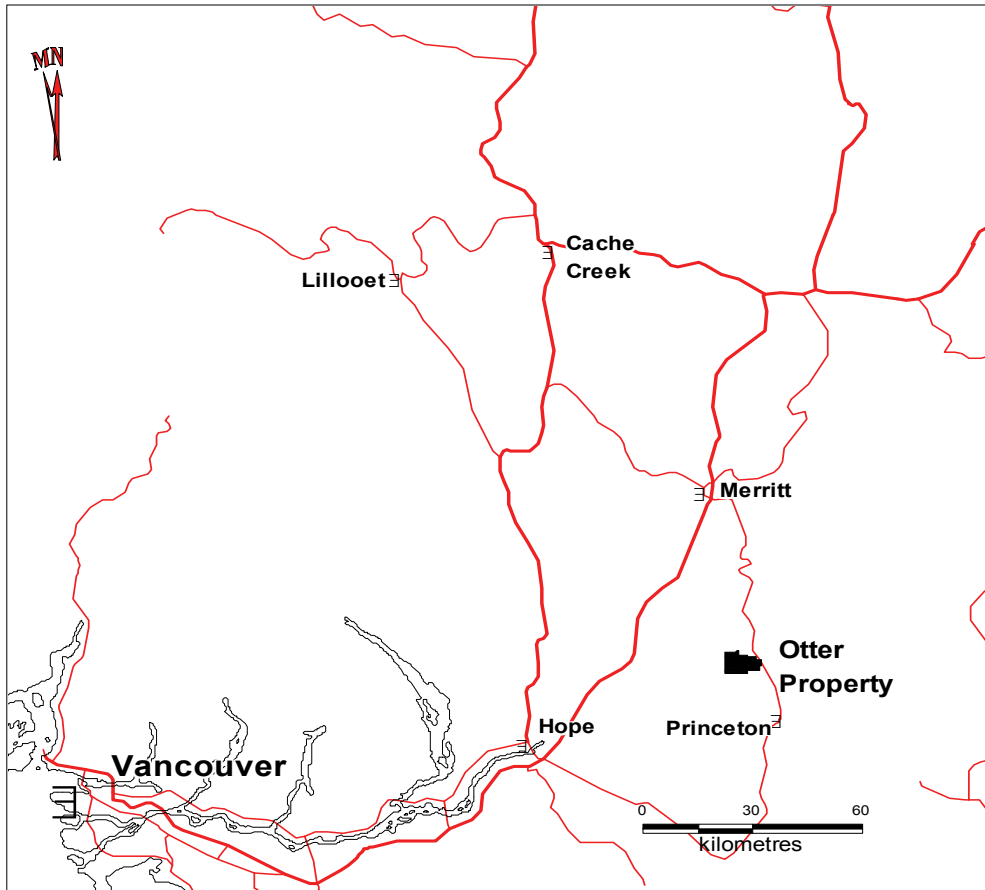 MN
Cache
Creek
Lillooet
Merritt
Otter
Property
Princeton
Hope
Vancouver
0 30 60
kilometres